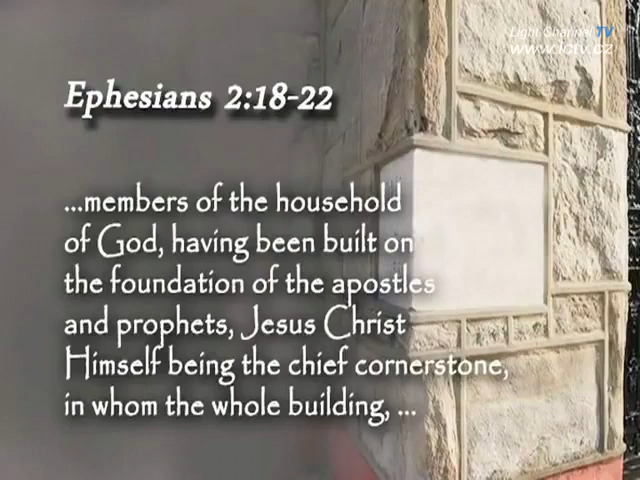 Light Channel TV
www.lctv.cz
Ephesians 2:18-22
...members of the household
of God, having been built on
the foundation of the apostles
and prophets, Jesus Christ
Himself being the chief cornerstone,
in whom the whole building, ...